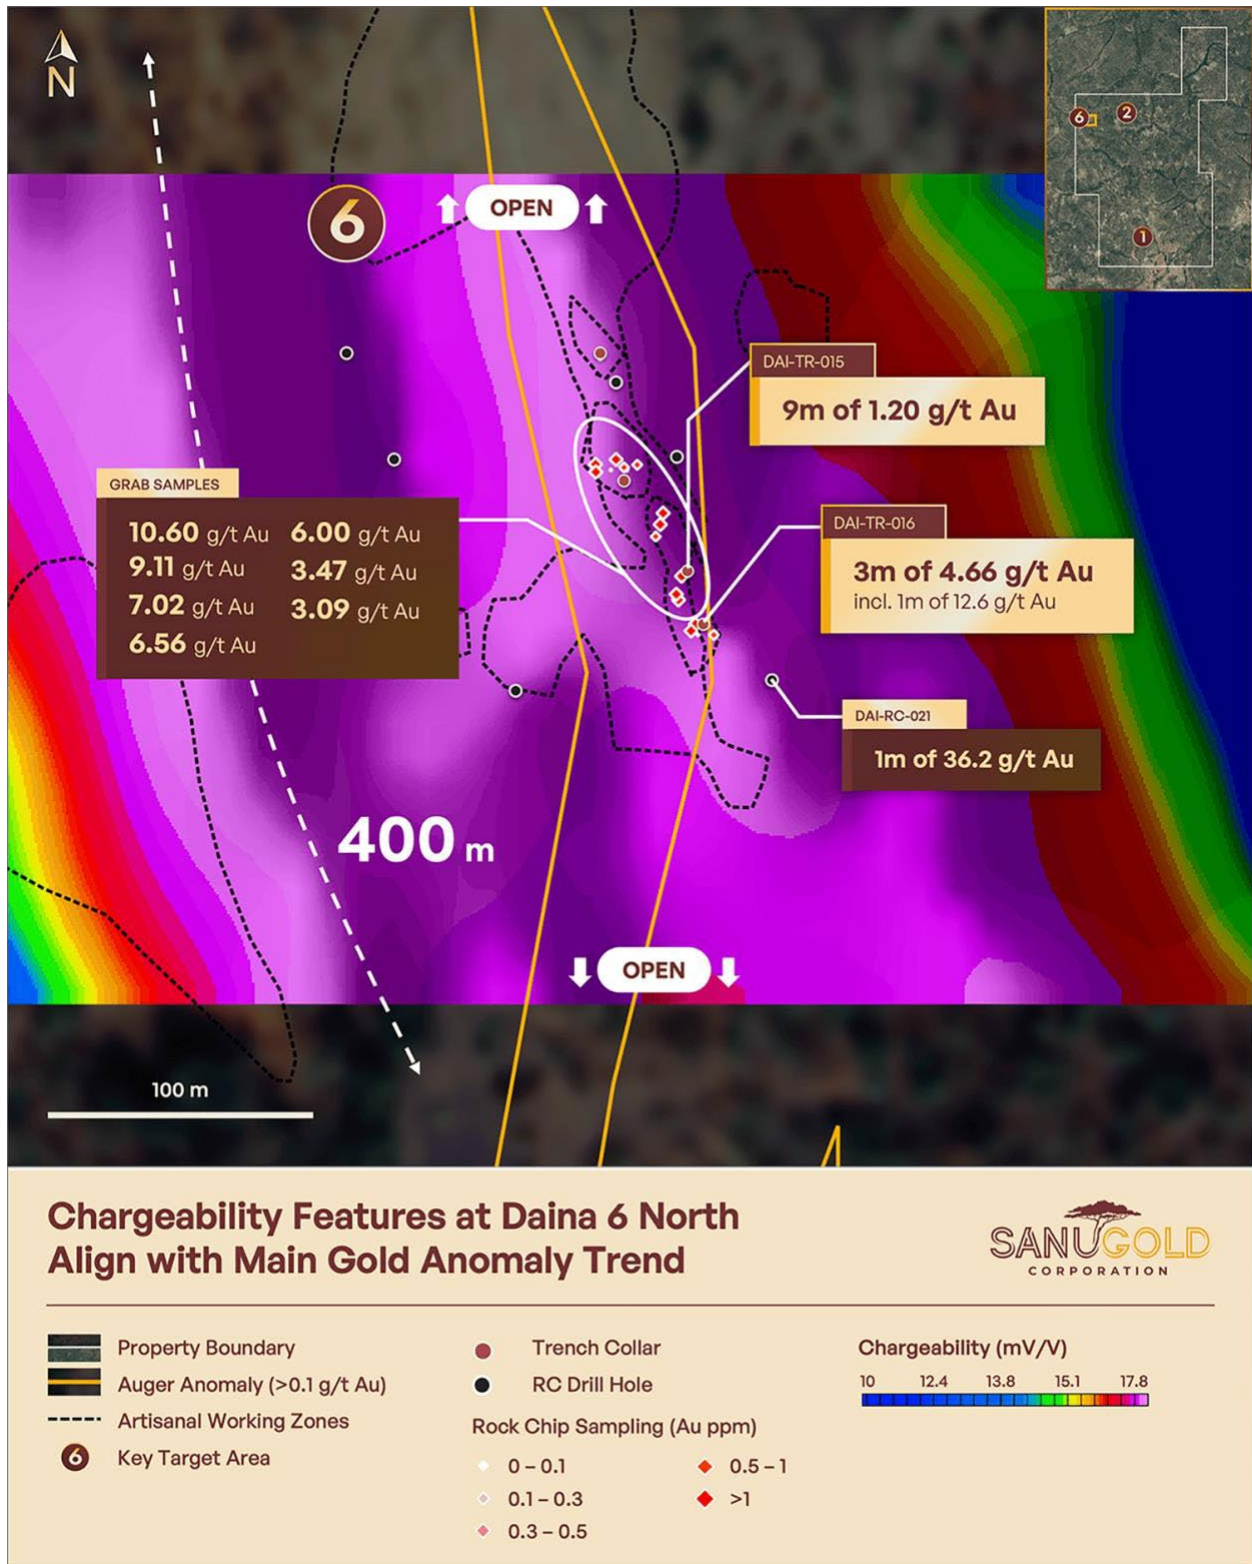 N
6
2
1
6
OPEN
DAI-TR-015
9m of 1.20 g/t Au
GRAB SAMPLES
10.60 g/t Au 6.00 g/t Au
9.11 g/t Au 3.47 g/t Au
7.02 g/t Au 3.09 g/t Au
6.56 g/t Au
DAI-TR-016
3m of 4.66 g/t Au
incl. 1m of 12.6 g/t Au
DAI-RC-021
1m of 36.2 g/t Au
400 m
OPEN
100 m
Chargeability Features at Daina 6 North
Align with Main Gold Anomaly Trend
SANUGOLD
CORPORATION
Property Boundary
Auger Anomaly (>0.1 g/t Au)
Artisanal Working Zones
6 Key Target Area
Trench Collar
RC Drill Hole
Rock Chip Sampling (Au ppm)
0 – 0.1
0.1 – 0.3
0.3 – 0.5
0.5 – 1
>1
Chargeability (mV/V)
10 12.4 13.8 15.1 17.8